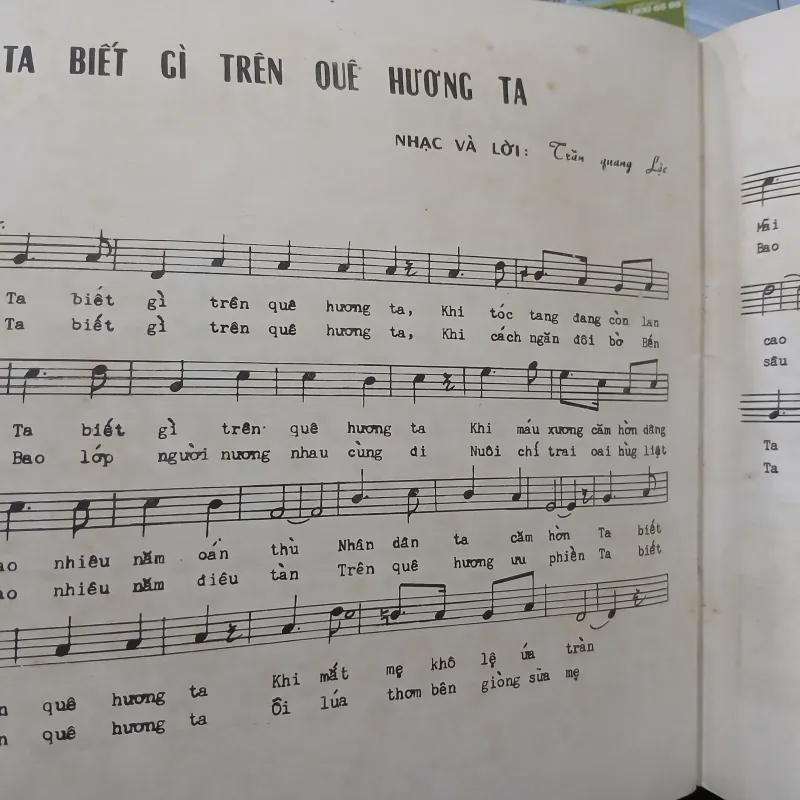 TA BIẾT GÌ TRÊN QUÊ HƯƠNG TA
NHẠC VÀ LỜI: Trần quang Lộc
Ta biết gì trên quê hương ta, Khi tóc tang đang còn lan
Ta biết gì trên quê hương ta, Khi cách ngăn đôi bờ Bến
Ta biết gì trên quê hương ta Khi máu xương căm hờn dâng
Bao lớp người nương nhau cùng đi Nuôi chí trai oai hùg liệt
ao nhiêu năm oán thù Nhân dân ta căm hờn Ta biết
ao nhiêu năm điêu tàn Trên quê hương ưu phiền Ta biết
n quê hương ta Khi mắt mẹ khô lệ ứa tràn
n quê hương ta Ôi lúa thơm bên giòng sữa mẹ
Mãi
Bao
cao
sâu
Ta
Ta